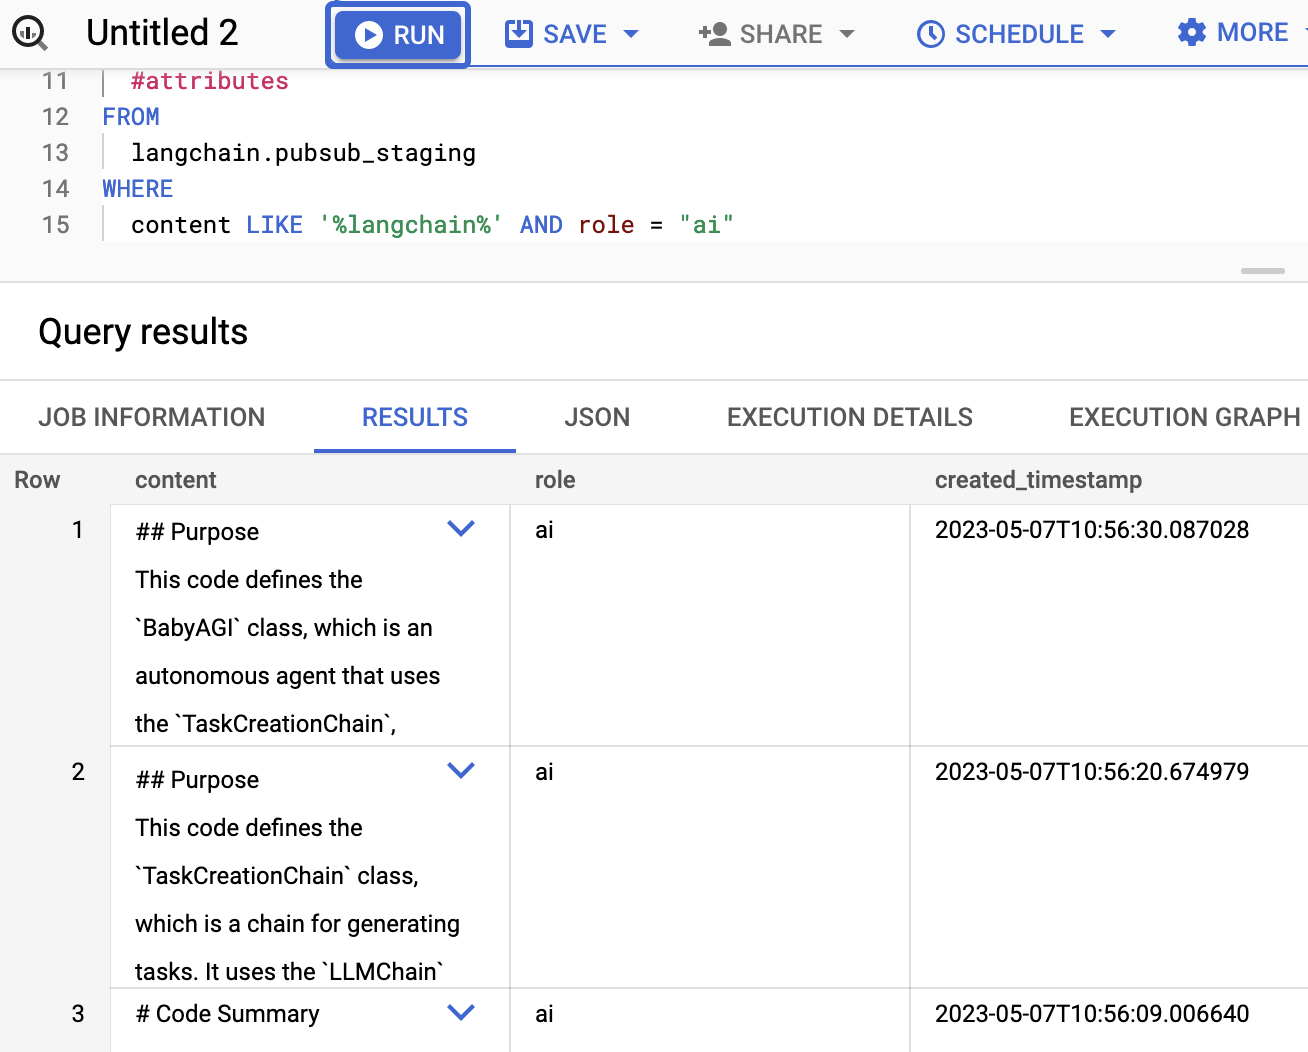 Untitled 2 RUN SAVE SHARE SCHEDULE MORE
11 #attributes
12 FROM
13 langchain.pubsub_staging
14 WHERE
15 content LIKE '%langchain%' AND role = "ai"
Query results
JOB INFORMATION RESULTS JSON EXECUTION DETAILS EXECUTION GRAPH
Row content role created_timestamp
1 ## Purpose ai 2023-05-07T10:56:30.087028
This code defines the
`BabyAGI` class, which is an
autonomous agent that uses
the `TaskCreationChain`,
2 ## Purpose ai 2023-05-07T10:56:20.674979
This code defines the
`TaskCreationChain` class,
which is a chain for generating
tasks. It uses the `LLMChain`
3 # Code Summary ai 2023-05-07T10:56:09.006640